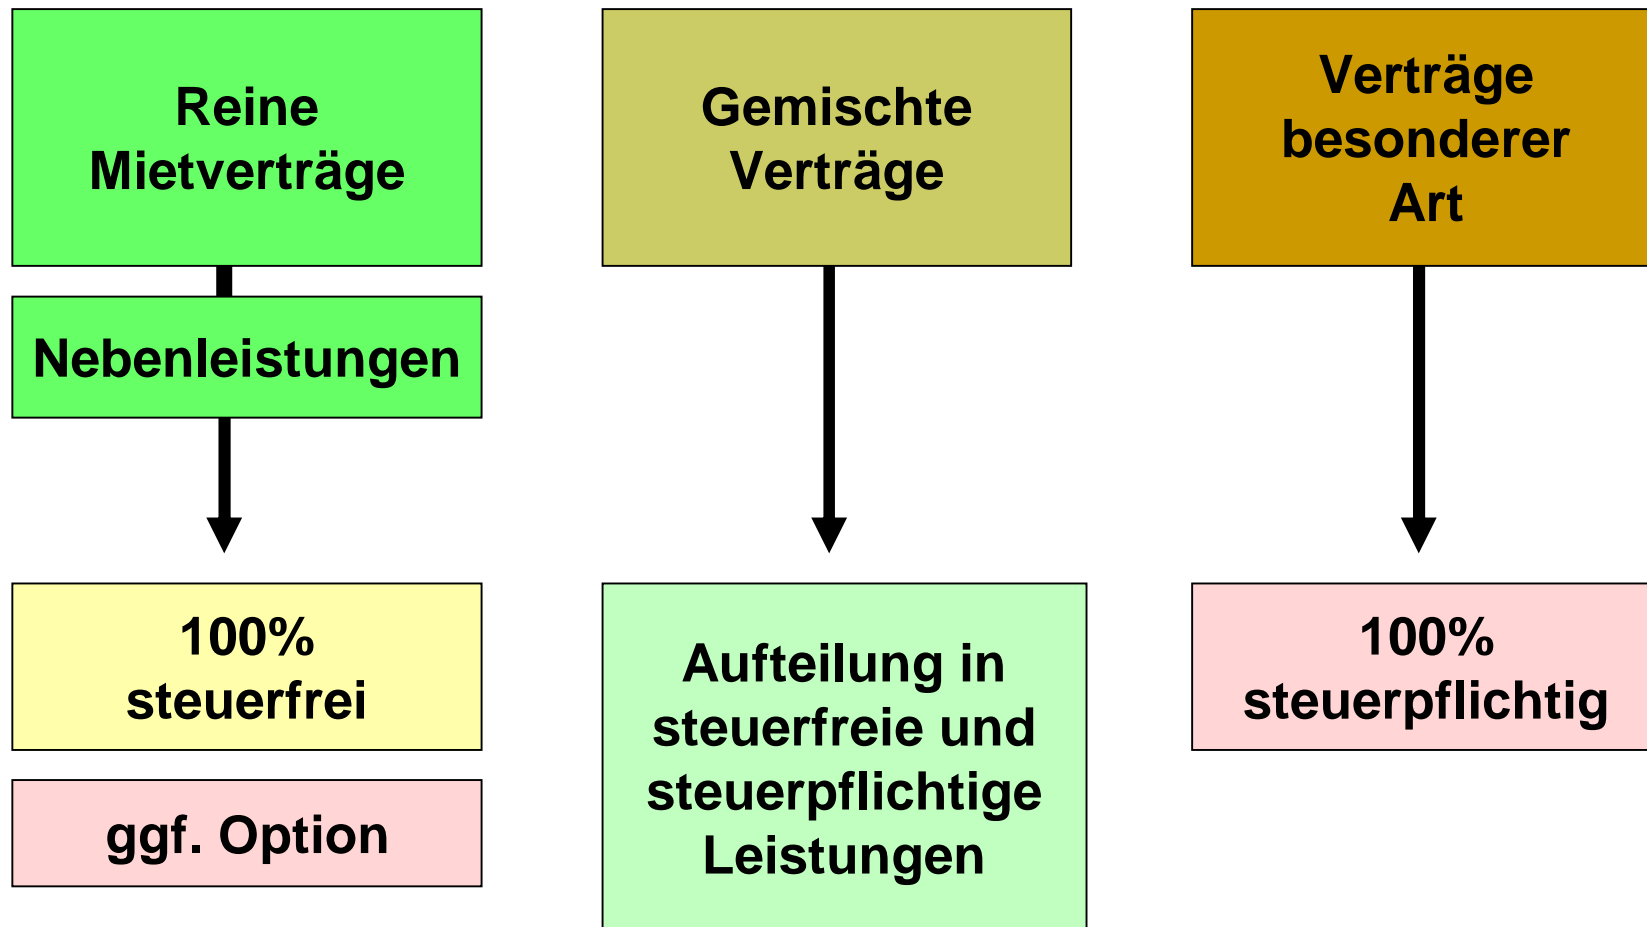 Reine
Mietverträge
Nebenleistungen
100%
steuerfrei
ggf. Option
Gemischte
Verträge
Aufteilung in
steuerfreie und
steuerpflichtige
Leistungen
Verträge
besonderer
Art
100%
steuerpflichtig